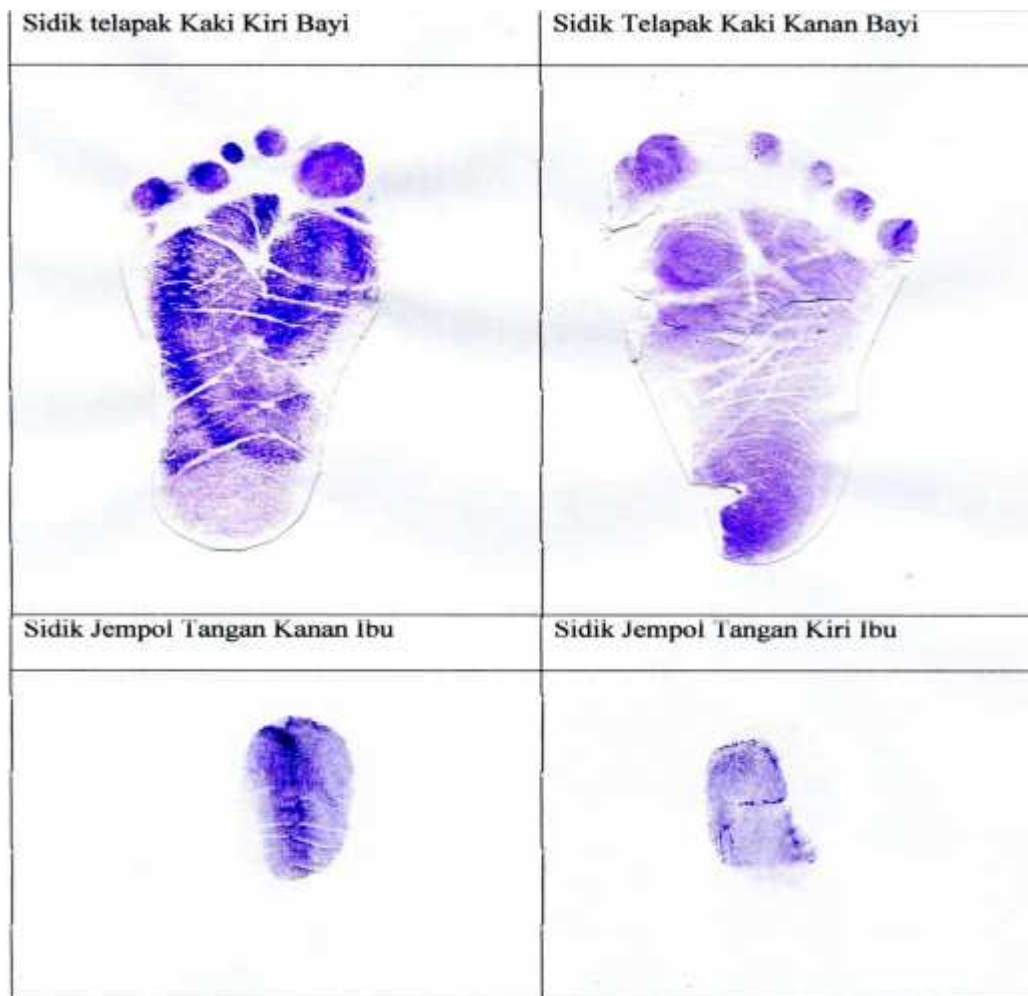 Sidik telapak Kaki Kiri Bayi
Sidik Telapak Kaki Kanan Bayi
Sidik Jempol Tangan Kanan Ibu
Sidik Jempol Tangan Kiri Ibu